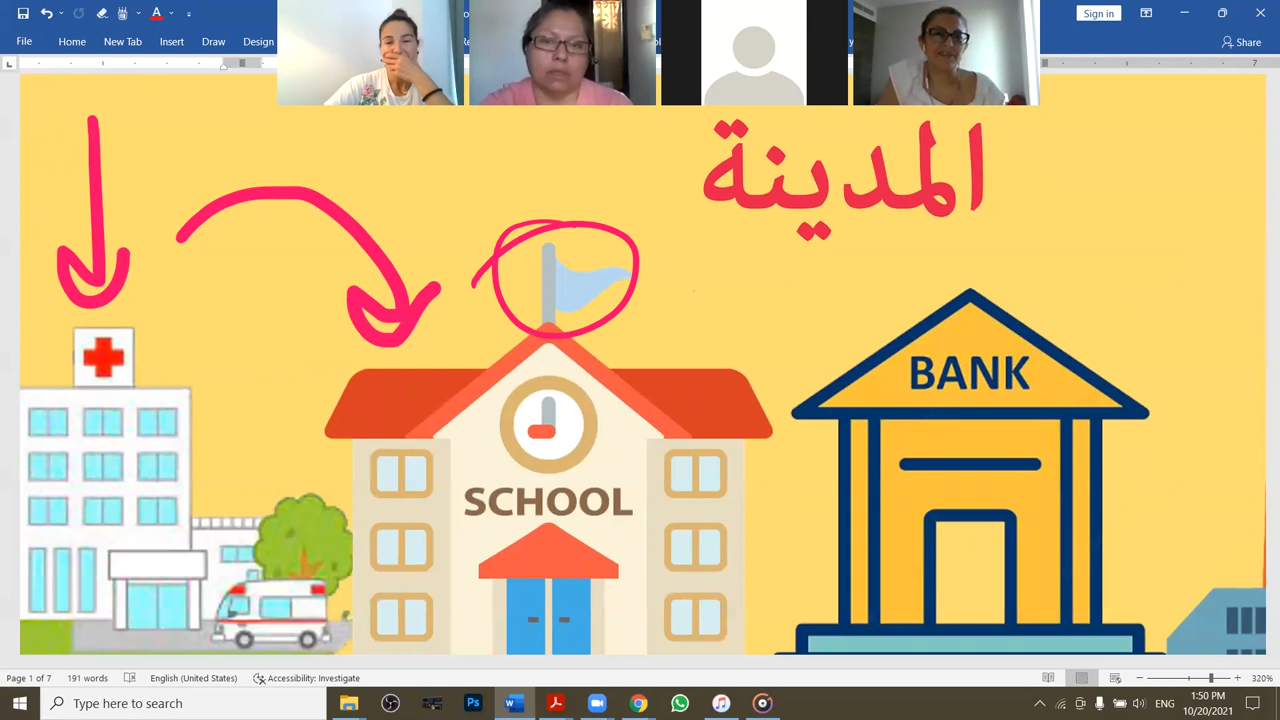 Sign in
File
Home
New Tab
Insert
Draw
Design
Share
7
المدينة
BANK
SCHOOL
Page 1 of 7
191 words
English (United States)
Accessibility: Investigate
320%
Type here to search
ENG
1:50 PM
10/20/2021